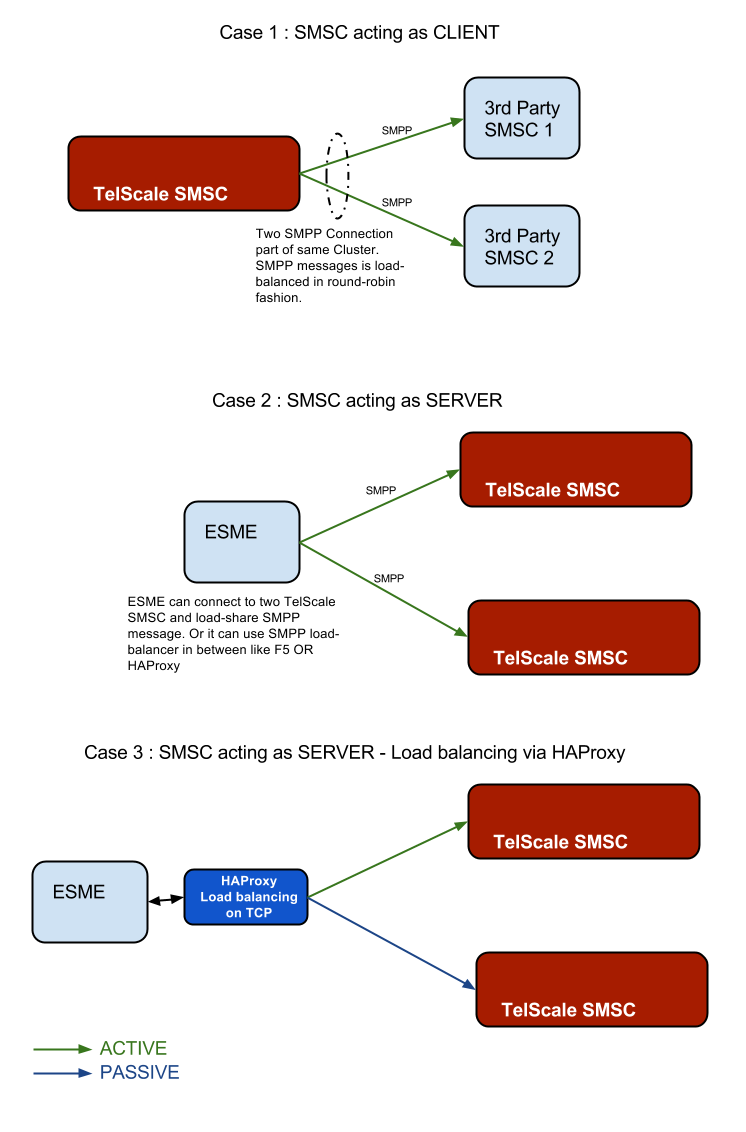 Case 1 : SMSC acting as CLIENT
3rd Party
SMSC 1
SMPP
TelScale SMSC
SMPP
3rd Party
SMSC 2
Two SMPP Connection
part of same Cluster.
SMPP messages is load-
balanced in round-robin
fashion.
Case 2 : SMSC acting as SERVER
TelScale SMSC
SMPP
ESME
SMPP
ESME can connect to two TelScale
SMSC and load-share SMPP
message. Or it can use SMPP load-
balancer in between like F5 OR
HAProxy
TelScale SMSC
Case 3 : SMSC acting as SERVER - Load balancing via HAProxy
TelScale SMSC
ESME
HAProxy
Load balancing
on TCP
TelScale SMSC
ACTIVE
PASSIVE